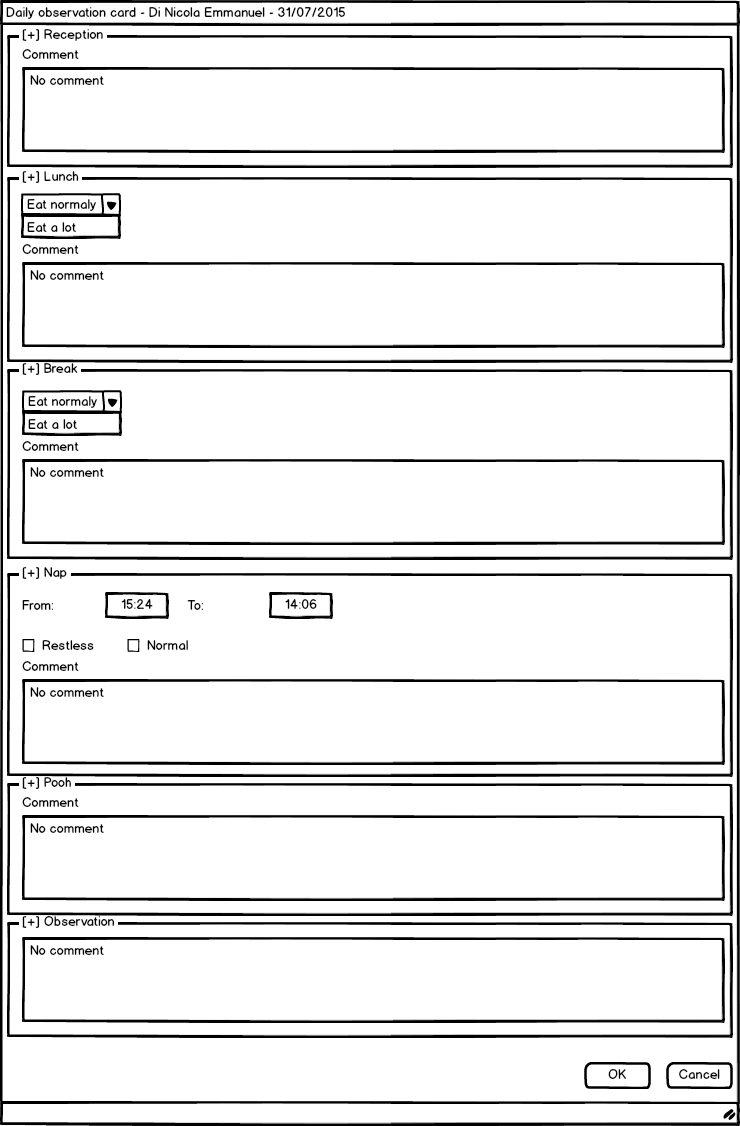 Daily observation card - Di Nicola Emmanuel - 31/07/2015
[+] Reception
Comment
No comment
[+] Lunch
Eat normaly
Eat a lot
Comment
No comment
[+] Break
Eat normaly
Eat a lot
Comment
No comment
[+] Nap
From: 15:24 To: 14:06
Restless Normal
Comment
No comment
[+] Pooh
Comment
No comment
[+] Observation
No comment
OK Cancel